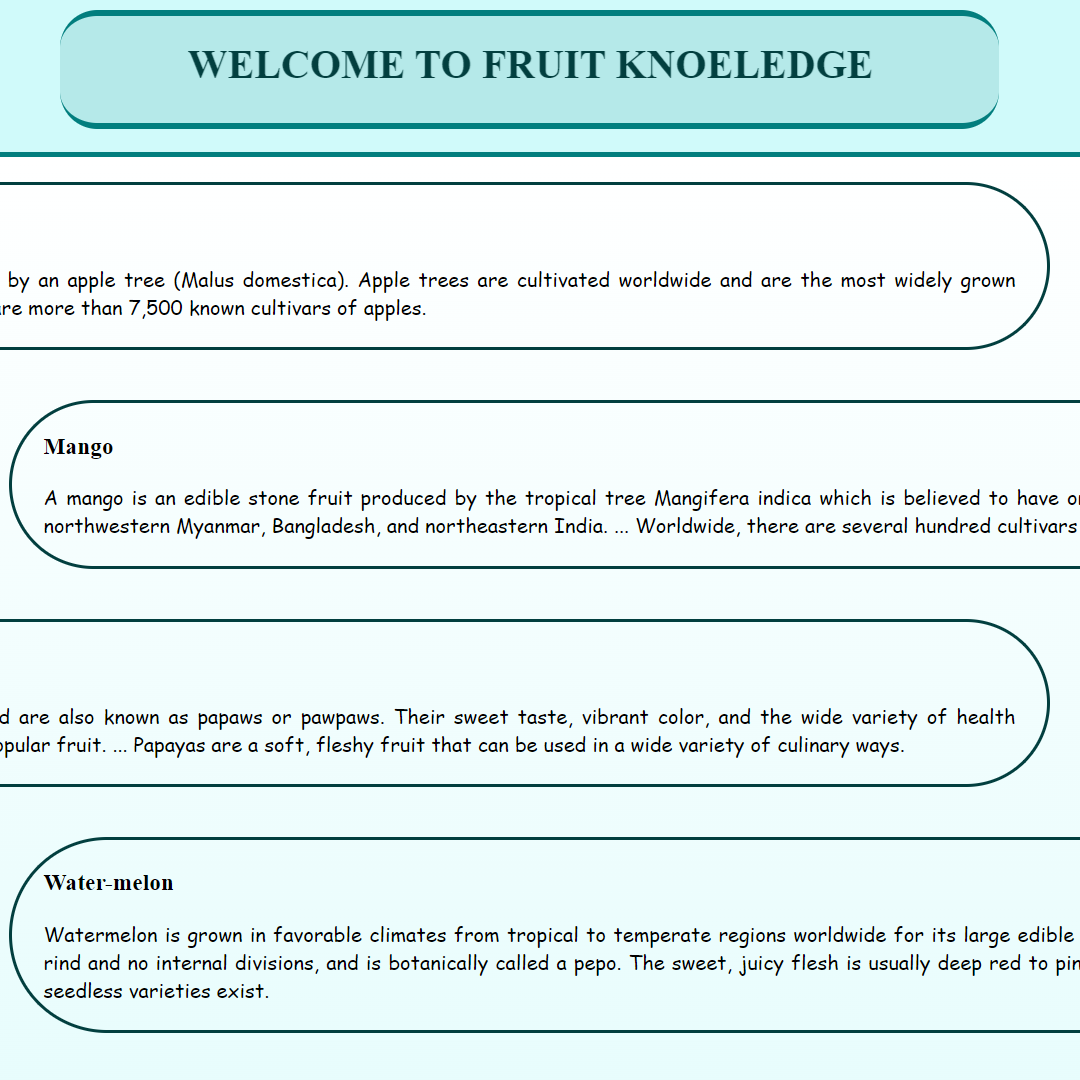 WELCOME TO FRUIT KNOELEDGE
by an apple tree (Malus domestica). Apple trees are cultivated worldwide and are the most widely grown
more than 7,500 known cultivars of apples.
Mango
A mango is an edible stone fruit produced by the tropical tree Mangifera indica which is believed to have
northwestern Myanmar, Bangladesh, and northeastern India. ... Worldwide, there are several hundred cultivars
are also known as papaws or pawpaws. Their sweet taste, vibrant color, and the wide variety of health
fruit. ... Papayas are a soft, fleshy fruit that can be used in a wide variety of culinary ways.
Water-melon
Watermelon is grown in favorable climates from tropical to temperate regions worldwide for its large edible
rind and no internal divisions, and is botanically called a pepo. The sweet, juicy flesh is usually deep red to
seedless varieties exist.